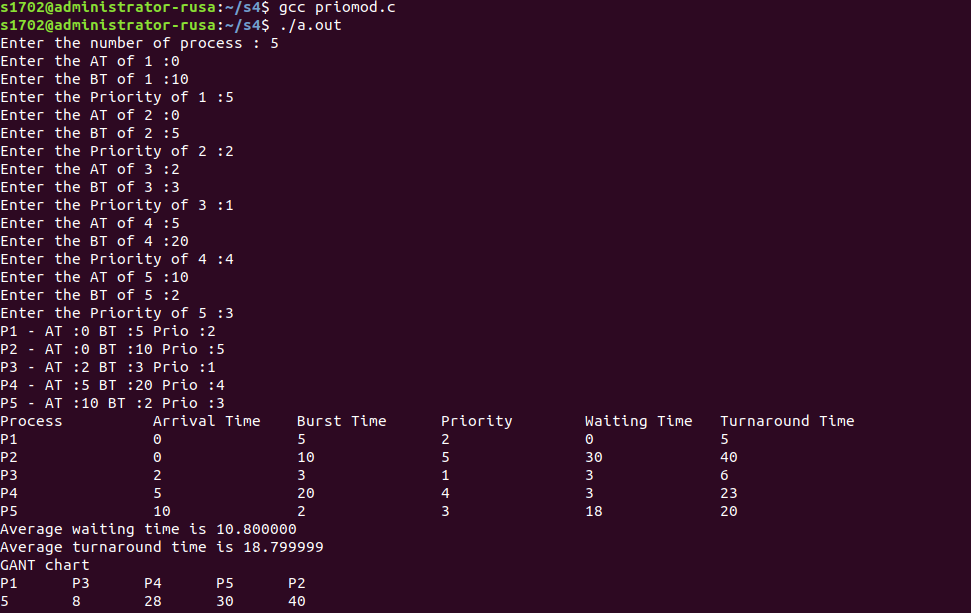 s1702@administrator-rusa:~/s4$ gcc priomod.c
s1702@administrator-rusa:~/s4$ ./a.out
Enter the number of process : 5
Enter the AT of 1 :0
Enter the BT of 1 :10
Enter the Priority of 1 :5
Enter the AT of 2 :0
Enter the BT of 2 :5
Enter the Priority of 2 :2
Enter the AT of 3 :2
Enter the BT of 3 :3
Enter the Priority of 3 :1
Enter the AT of 4 :5
Enter the BT of 4 :20
Enter the Priority of 4 :4
Enter the AT of 5 :10
Enter the BT of 5 :2
Enter the Priority of 5 :3
P1 - AT :0 BT :5 Prio :2
P2 - AT :0 BT :10 Prio :5
P3 - AT :2 BT :3 Prio :1
P4 - AT :5 BT :20 Prio :4
P5 - AT :10 BT :2 Prio :3
Process          Arrival Time    Burst Time      Priority        Waiting Time   Turnaround Time
P1               0               5               2               0              5
P2               0               10              5               30             40
P3               2               3               1               3              6
P4               5               20              4               3              23
P5               10              2               3               18             20
Average waiting time is 10.800000
Average turnaround time is 18.799999
GANT chart
P1      P3      P4      P5      P2
5       8       28      30      40